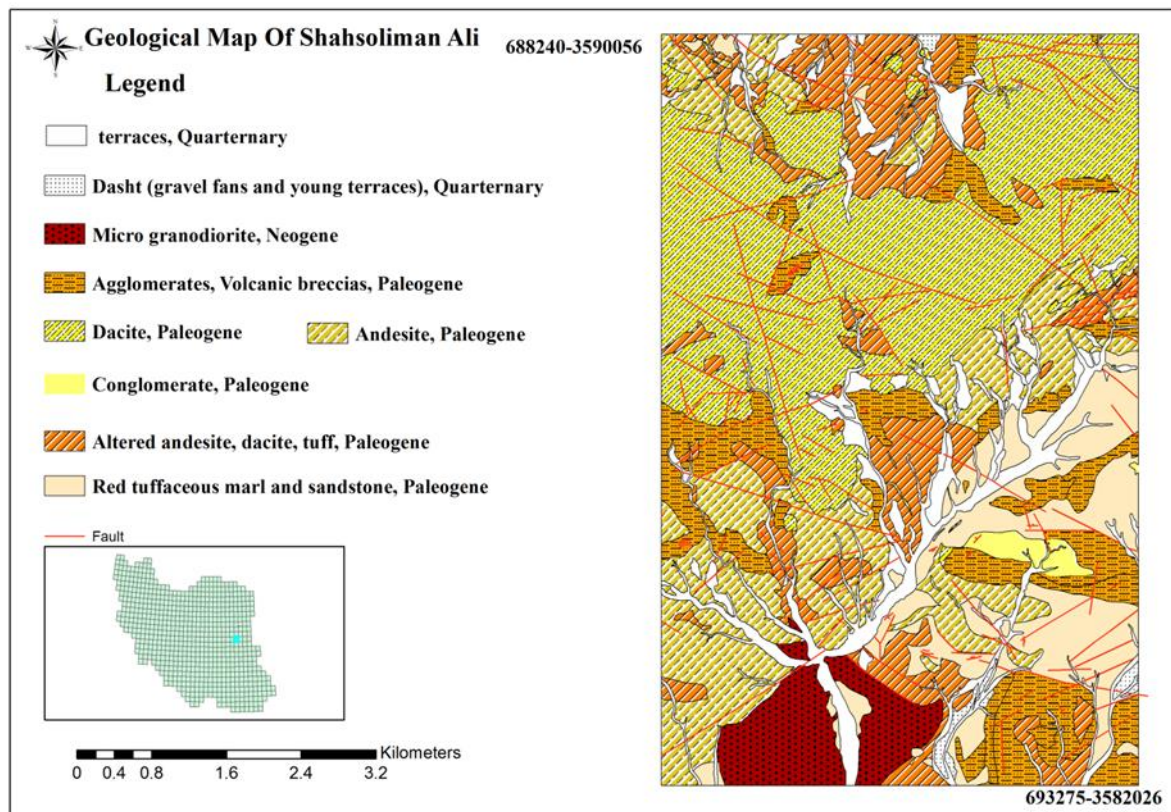 Geological Map Of Shahsoliman Ali
688240-3590056
Legend
terraces, Quarternary
Dasht (gravel fans and young terraces), Quarternary
Micro granodiorite, Neogene
Agglomerates, Volcanic breccias, Paleogene
Dacite, Paleogene
Andesite, Paleogene
Conglomerate, Paleogene
Altered andesite, dacite, tuff, Paleogene
Red tuffaceous marl and sandstone, Paleogene
Fault
Kilometers
0 0.4 0.8 1.6 2.4 3.2
693275-3582026